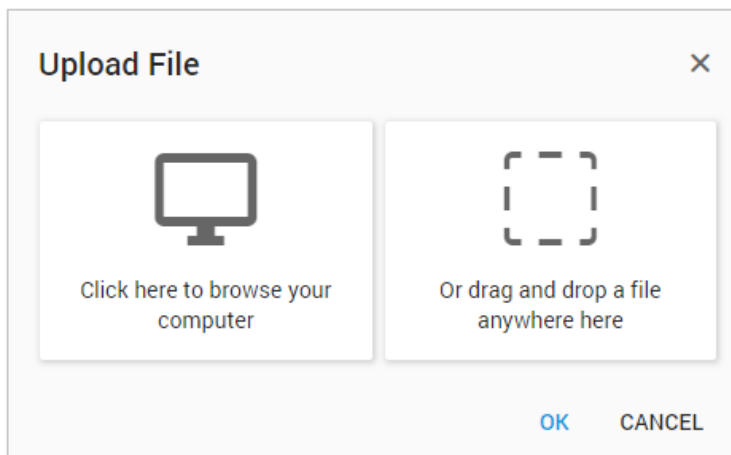 Upload File
Click here to browse your
computer
Or drag and drop a file
anywhere here
OK CANCEL